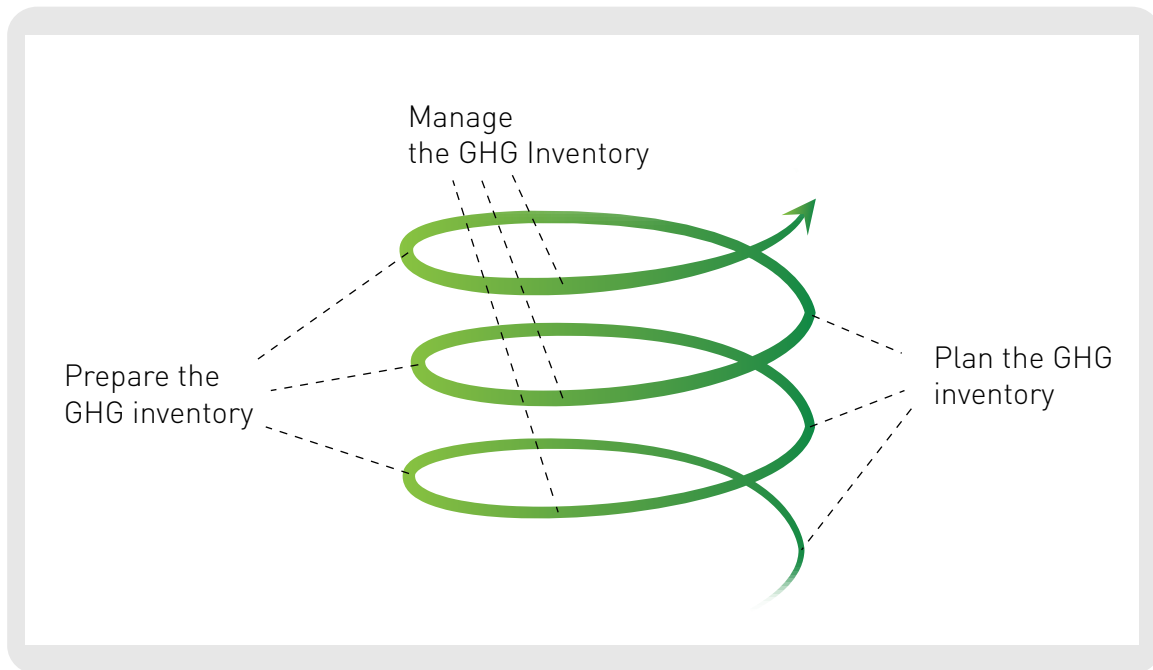 Manage
the GHG Inventory
Prepare the
GHG inventory
Plan the GHG
inventory